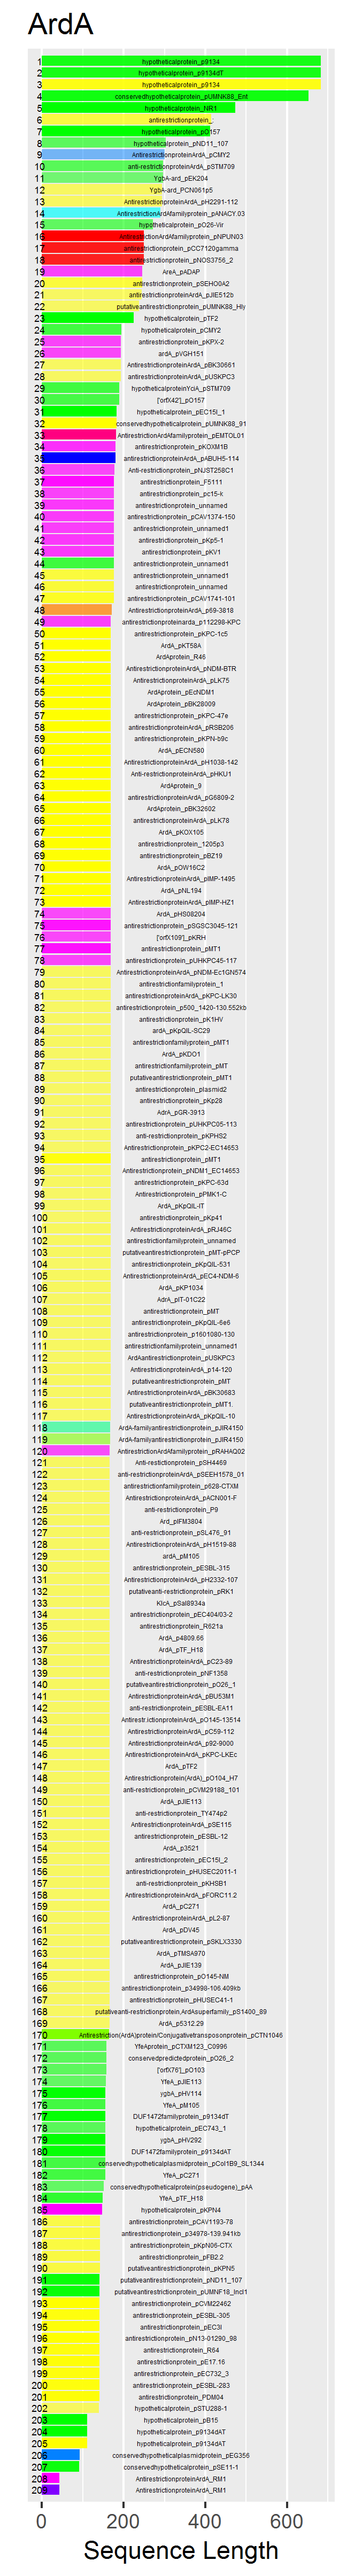 ArdA
1 hypotheticalprotein_p9134
2 hypotheticalprotein_p9134dT
3 hypotheticalprotein_p9134
4 conservedhypotheticalprotein_pUMNK88_Ent
5 hypotheticalprotein_NR1
6 antirestrictionprotein_:
7 hypotheticalprotein_pO157
8 hypotheticalprotein_pND11_107
9 AntirestrictionproteinArdA_pCMY2
10 anti-restrictionproteinArdA_pSTM709
11 YgbA-ard_pEK204
12 YgbA-ard_PCN061p5
13 AntirestrictionproteinArdA_pH2291-112
14 AntirestrictionArdAfamilyprotein_pANACY.03
15 hypotheticalprotein_pO26-Vir
16 AntirestrictionArdAfamilyprotein_pNPUN03
17 antirestrictionprotein_pCC7120gamma
18 antirestrictionprotein_pNOS3756_2
19 AreA_pADAP
20 antirestrictionprotein_pSEHO0A2
21 antirestrictionproteinArdA_pJIE512b
22 putativeantirestrictionprotein_pUMNK88_Hly
23 hypotheticalprotein_pTF2
24 hypotheticalprotein_pCMY2
25 antirestrictionprotein_pKPX-2
26 ardA_pVGH151
27 AntirestrictionproteinArdA_pBK30661
28 antirestrictionproteinArdA_pUSKPC3
29 hypotheticalproteinYciA_pSTM709
30 ['orfX42']_pO157
31 hypotheticalprotein_pEC15I_1
32 conservedhypotheticalprotein_pUMNK88_91
33 AntirestrictionArdAfamilyprotein_pEMTOL01
34 antirestrictionprotein_pKOXM1B
35 antirestrictionproteinArdA_pABUH5-114
36 Anti-restrictionprotein_pNJST258C1
37 antirestrictionprotein_F5111
38 antirestrictionprotein_pc15-k
39 antirestrictionprotein_unnamed
40 antirestrictionprotein_pCAV1374-150
41 antirestrictionprotein_unnamed1
42 antirestrictionprotein_pKp5-1
43 antirestrictionprotein_pKV1
44 antirestrictionprotein_unnamed1
45 antirestrictionprotein_unnamed1
46 antirestrictionprotein_unnamed
47 antirestrictionprotein_pCAV1741-101
48 AntirestrictionproteinArdA_p69-3818
49 antirestrictionproteinarda_p112298-KPC
50 antirestrictionprotein_pKPC-1c5
51 ArdA_pKT58A
52 ArdAprotein_R46
53 AntirestrictionproteinArdA_pNDM-BTR
54 AntirestrictionproteinArdA_pLK75
55 ArdAprotein_pEcNDM1
56 ArdAprotein_pBK28009
57 antirestrictionprotein_pKPC-47e
58 antirestrictionproteinArdA_pRSB206
59 antirestrictionprotein_pKPN-b9c
60 ArdA_pECN580
61 AntirestrictionproteinArdA_pH1038-142
62 Anti-restrictionprotein_pHKU1
63 ArdAprotein_9
64 AntirestrictionproteinArdA_pG6809-2
65 ArdAprotein_pBK32602
66 AntirestrictionproteinArdA_pLK78
67 ArdA_pKOX105
68 antirestrictionprotein_1205p3
69 antirestrictionprotein_pBZ19
70 ArdA_pOW16C2
71 AntirestrictionproteinArdA_pIMP-1495
72 ArdA_pNL194
73 AntirestrictionproteinArdA_pIMP-HZ1
74 ArdA_pHS08204
75 antirestrictionprotein_pSGSC3045-121
76 ['orfX109']_pKRH
77 antirestrictionprotein_pMT1
78 antirestrictionprotein_pUHKPC45-117
79 AntirestrictionproteinArdA_pNDM-Ec1GN574
80 antirestrictionfamilyprotein_1
81 antirestrictionproteinArdA_pKPC-LK30
82 antirestrictionprotein_p500_1420-130.552kb
83 antirestrictionprotein_pK1HV
84 ardA_pKpQIL-SC29
85 antirestrictionfamilyprotein_pMT1
86 ArdA_pKDO1
87 antirestrictionfamilyprotein_pMT
88 putativeantirestrictionprotein_pMT1
89 antirestrictionprotein_plasmid2
90 antirestrictionprotein_pKp28
91 AdrA_pGR-3913
92 antirestrictionprotein_pUHKPC05-113
93 anti-restrictionprotein_pKPHS2
94 AntirestrictionproteinArdA_pKPC2-EC14653
95 antirestrictionprotein_pMT1
96 AntirestrictionproteinArdA_pNDM1_EC14653
97 antirestrictionprotein_pKPC-63d
98 Antirestrictionprotein_pPMK1-C
99 ArdA_pKpQIL-IT
100 antirestrictionprotein_pKp41
101 AntirestrictionproteinArdA_pRJ46C
102 antirestrictionfamilyprotein_unnamed
103 putativeantirestrictionprotein_pMT-pPCP
104 antirestrictionprotein_pKpQIL-531
105 AntirestrictionproteinArdA_pEC4-NDM-6
106 ArdA_pKP1034
107 AdrA_pIT-01C22
108 antirestrictionprotein_pMT
109 antirestrictionprotein_pKpQIL-6e6
110 antirestrictionprotein_p1601080-130
111 antirestrictionfamilyprotein_unnamed1
112 ArdAantirestrictionprotein_pUSKPC3
113 AntirestrictionproteinArdA_p14-120
114 putativeantirestrictionprotein_pMT
115 AntirestrictionproteinArdA_pBK30683
116 putativeantirestrictionprotein_pMT1.
117 AntirestrictionproteinArdA_pKpQIL-10
118 ArdA-familyantirestrictionprotein_pJIR4150
119 ArdA-familyantirestrictionprotein_pJIR4150
120 AntirestrictionArdAfamilyprotein_pRAHAQ02
121 Anti-restictionprotein_pSH4469
122 anti-restrictionproteinArdA_pSEEH1578_01
123 antirestrictionfamilyprotein_p628-CTXM
124 AntirestrictionproteinArdA_pACN001-F
125 anti-restrictionprotein_P9
126 Ard_pIFM3804
127 anti-restrictionprotein_pSL476_91
128 AntirestrictionproteinArdA_pH1519-88
129 ardA_pM105
130 antirestrictionprotein_pESBL-315
131 AntirestrictionproteinArdA_pH2332-107
132 putativeanti-restrictionprotein_pRK1
133 KlcA_pSal8934a
134 antirestrictionprotein_pEC404/03-2
135 antirestrictionprotein_R621a
136 ArdA_p4809.66
137 ArdA_pTF_H18
138 AntirestrictionproteinArdA_pC23-89
139 anti-restrictionprotein_pNF1358
140 putativeantirestrictionprotein_pO26_1
141 AntirestrictionproteinArdA_pBU53M1
142 anti-restrictionprotein_pESBL-EA11
143 AntirestrictionproteinArdA_pO145-13514
144 AntirestrictionproteinArdA_pC59-112
145 AntirestrictionproteinArdA_p92-9000
146 AntirestrictionproteinArdA_pKPC-LKEc
147 ArdA_pTF2
148 Antirestrictionprotein(ArdA)_pO104_H7
149 anti-restrictionprotein_pCVM29188_101
150 ArdA_pJIE113
151 anti-restrictionprotein_TY474p2
152 AntirestrictionproteinArdA_pSE115
153 antirestrictionprotein_pESBL-12
154 ardA_p3521
155 antirestrictionprotein_pEC15I_2
156 antirestrictionprotein_pHUSEC2011-1
157 anti-restrictionprotein_pKHSB1
158 AntirestrictionproteinArdA_pFORC11.2
159 ArdA_pC271
160 AntirestrictionproteinArdA_pL2-87
161 ArdA_pDV45
162 putativeantirestrictionprotein_pSKLX3330
163 ArdA_pTMSA970
164 ArdA_pJIE139
165 antirestrictionprotein_pO145-NM
166 antirestrictionprotein_p34998-106.409kb
167 antirestrictionprotein_pHUSEC41-1
168 putativeanti-restrictionprotein,ArdAsuperfamily_pS1400_89
169 ArdA_p5312.29
170 Antirestriction(ArdA)protein/Conjugativetransposonprotein_pCTN1046
171 YfeAprotein_pCTXM123_C0996
172 conservedpredictedprotein_pO26_2
173 ['orfX76']_pO103
174 YfeA_pJIE113
175 ygbA_pHV114
176 YfeA_pM105
177 DUF1472familyprotein_p9134dT
178 hypotheticalprotein_pEC743_1
179 ygbA_pHV292
180 DUF1472familyprotein_p9134dAT
181 conservedhypotheticalplasmidprotein_pCol1B9_SL1344
182 YfeA_pC271
183 conservedhypotheticalprotein(pseudogene)_pAA
184 YfeA_pTF_H18
185 hypotheticalprotein_pKPN4
186 antirestrictionprotein_pCAV1193-78
187 antirestrictionprotein_p34978-139.941kb
188 antirestrictionprotein_KpN06-CTX
189 antirestrictionprotein_pFB2.2
190 putativeantirestrictionprotein_pKPN5
191 putativeantirestrictionprotein_pND11_107
192 putativeantirestrictionprotein_pUMNF18_IncI1
193 antirestrictionprotein_pCVM22462
194 antirestrictionprotein_pESBL-305
195 antirestrictionprotein_pEC3I
196 antirestrictionprotein_pN13-01290_98
197 antirestrictionprotein_R64
198 antirestrictionprotein_pE17.16
199 antirestrictionprotein_pEC732_3
200 antirestrictionprotein_pESBL-283
201 antirestrictionprotein_PDM04
202 hypotheticalprotein_pSTU288-1
203 hypotheticalprotein_pB15
204 hypotheticalprotein_p9134dAT
205 hypotheticalprotein_p9134dAT
206 conservedhypotheticalplasmidprotein_pEG356
207 conservedhypotheticalprotein_pSE11-1
208 AntirestrictionproteinArdA_RM1
209 AntirestrictionproteinArdA_RM1
0 200 400 600
Sequence Length